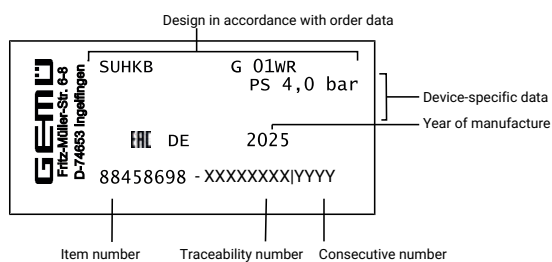 Design in accordance with order data
GEMÜ
Fritz-Müller-Str. 6-8
D-74653 Ingelfingen
SUHKB G 01WR
PS 4,0 bar
Device-specific data
Year of manufacture
EAC DE 2025
88458698 -XXXXXXXX|YYYY
Item number Traceability number Consecutive number